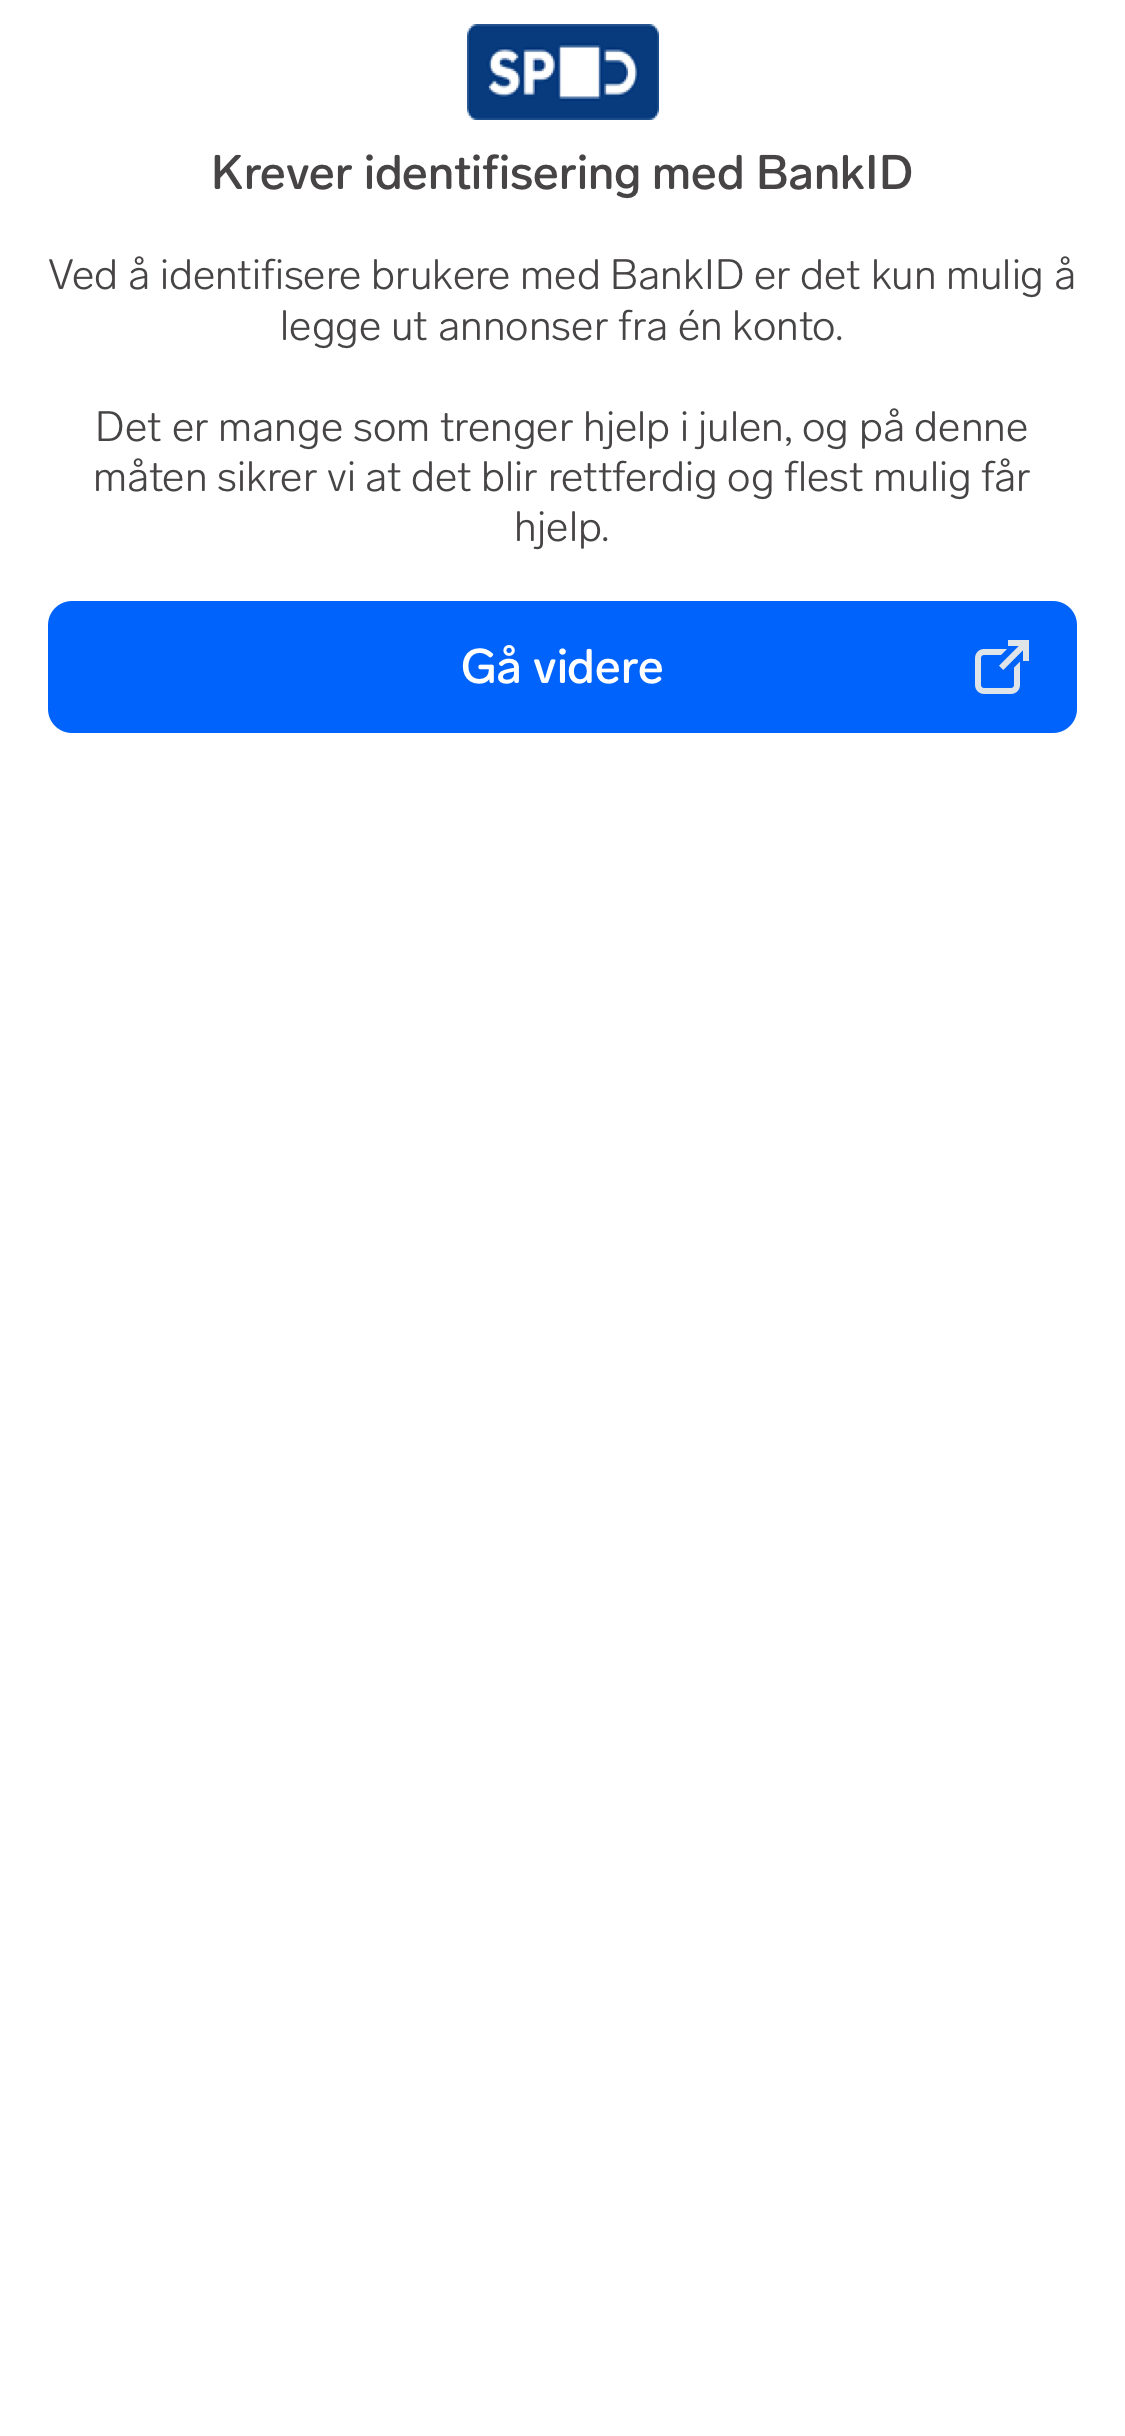 Krever identifisering med BankID
Ved å identifisere brukere med BankID er det kun mulig å
legge ut annonser fra én konto.
Det er mange som trenger hjelp i julen, og på denne
måten sikrer vi at det blir rettferdig og flest mulig får
hjelp.
Gå videre